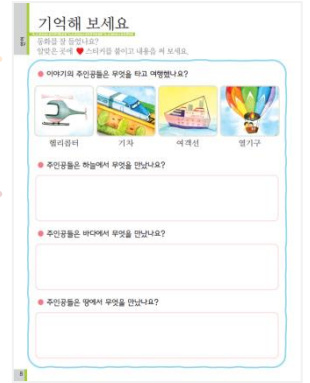 기억해 보세요
동화를 잘 들었나요?
알맞은 곳에 ♥ 스티커를 붙이고 내용을 써 보세요.
이야기의 주인공들은 무엇을 타고 여행했나요?
헬리콥터 기차 여객선 열기구
주인공들은 하늘에서 무엇을 만났나요?
주인공들은 바다에서 무엇을 만났나요?
주인공들은 땅에서 무엇을 만났나요?